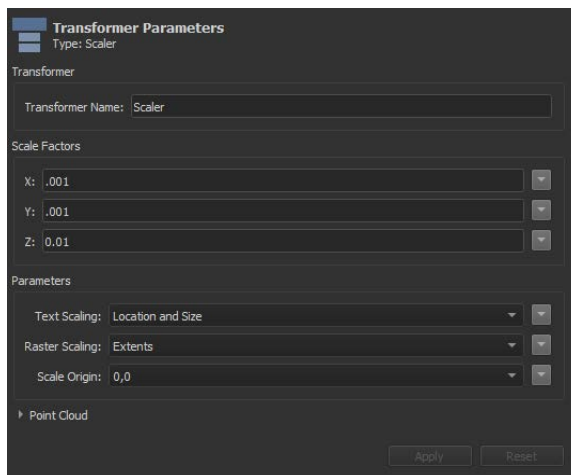 Transformer Parameters
Type: Scaler
Transformer
Transformer Name: Scaler
Scale Factors
X: .001
Y: .001
Z: 0.01
Parameters
Text Scaling: Location and Size
Raster Scaling: Extents
Scale Origin: 0,0
Point Cloud
Apply Reset